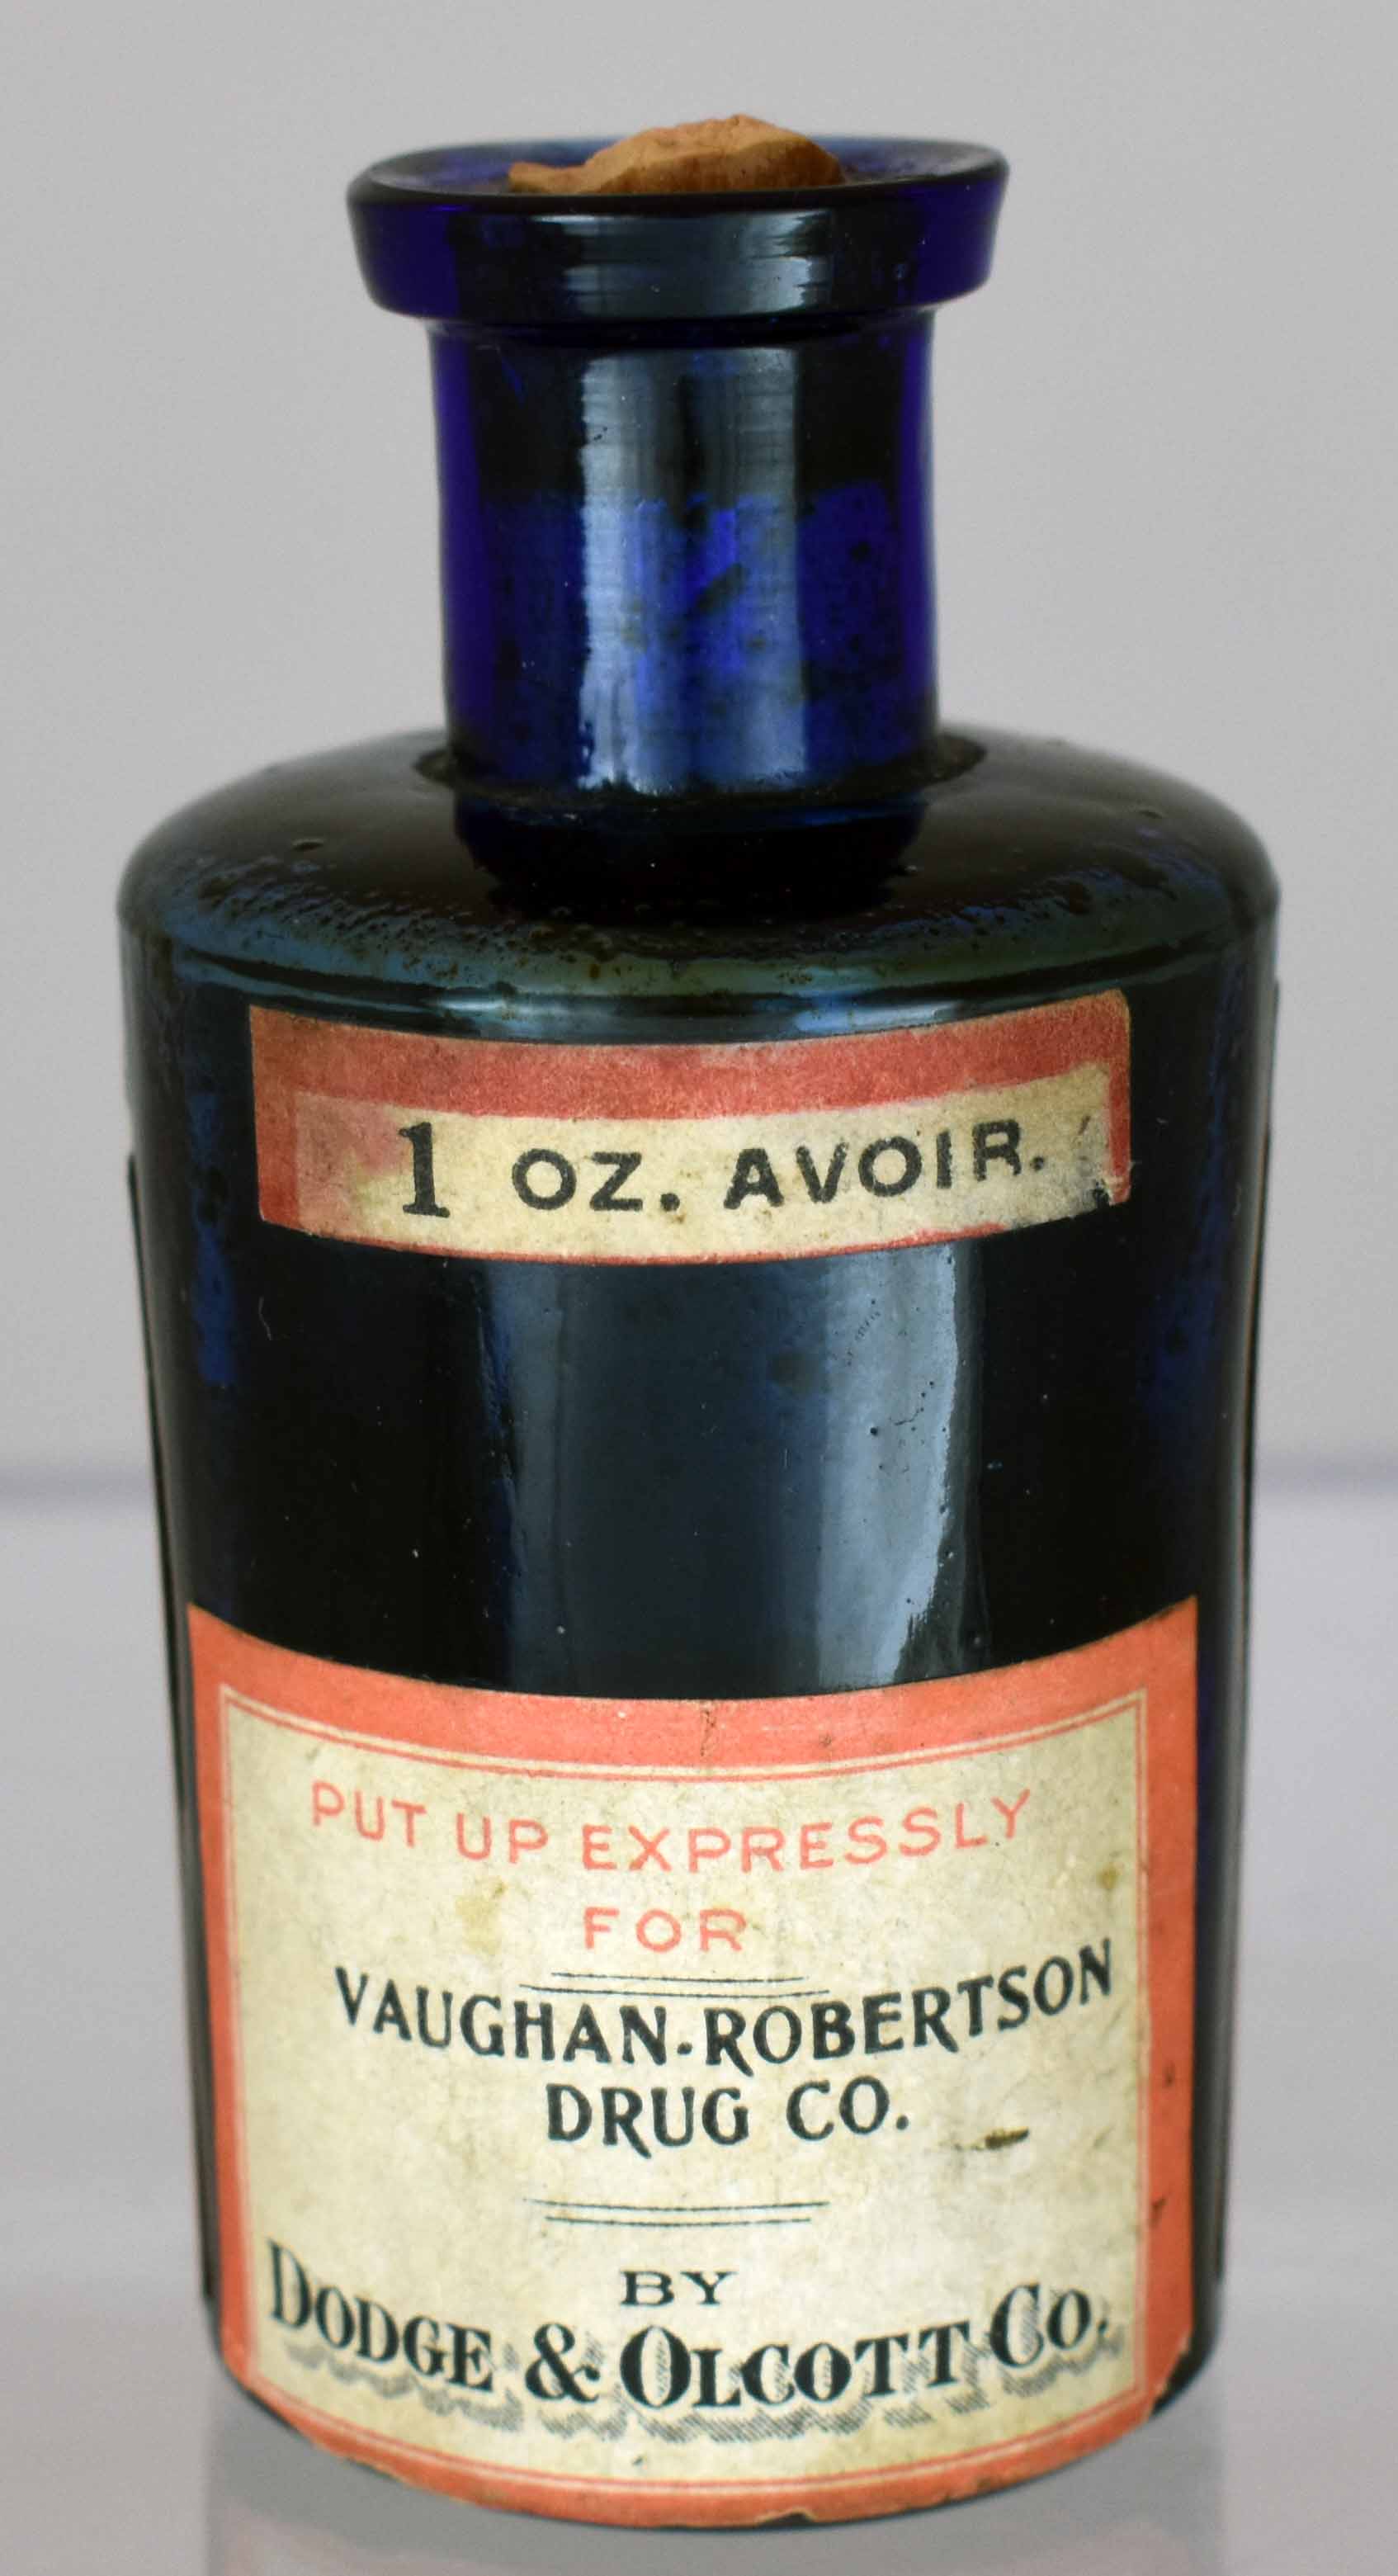 1 OZ. AVOIR.
PUT UP EXPRESSLY
FOR
VAUGHAN-ROBERTSON
DRUG CO.
BY
DODGE & OLCOTT CO.